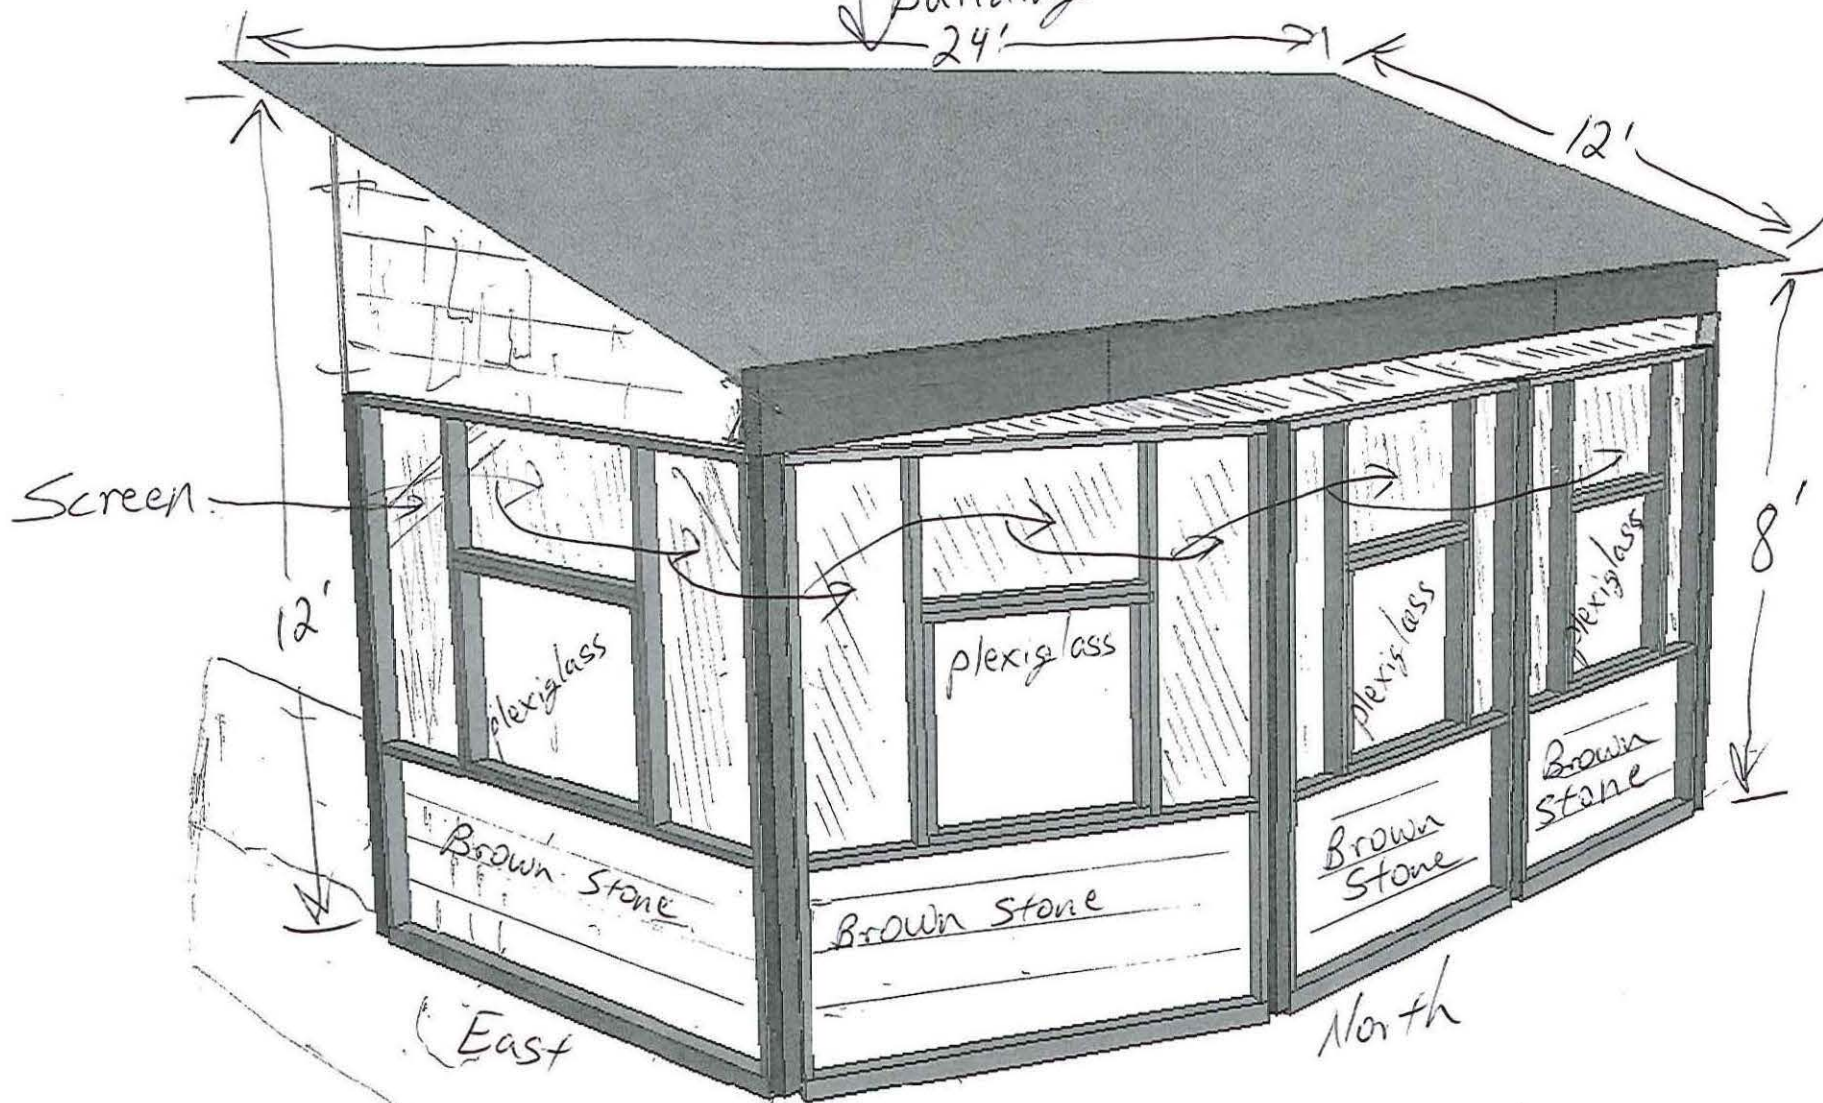 Building
24'
12'
Screen
12'
8'
plexiglass
plexiglass
plexiglass
plexiglass
Brown Stone
Brown Stone
Brown
Stone
Brown
Stone
East
North